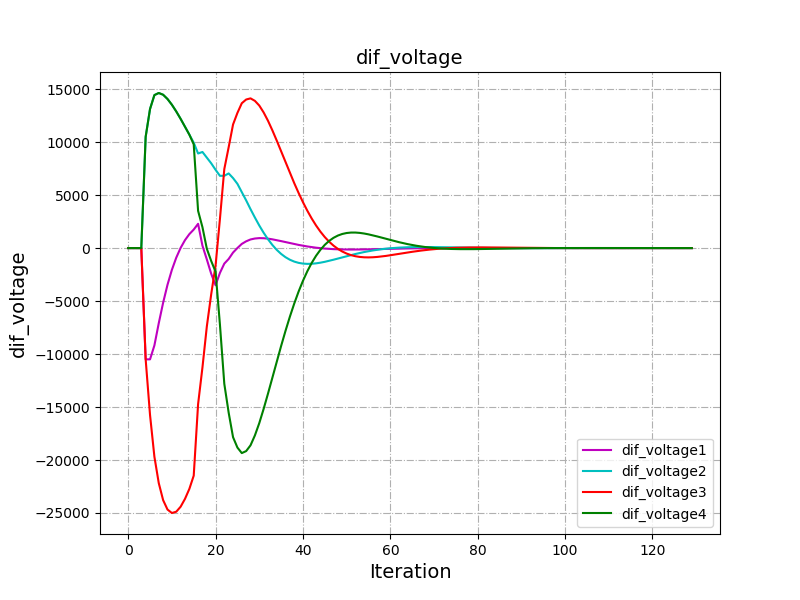 dif_voltage
15000
10000
5000
0
−5000
−10000
−15000
−20000
−25000
dif_voltage
0
20
40
60
80
100
120
Iteration
dif_voltage1
dif_voltage2
dif_voltage3
dif_voltage4